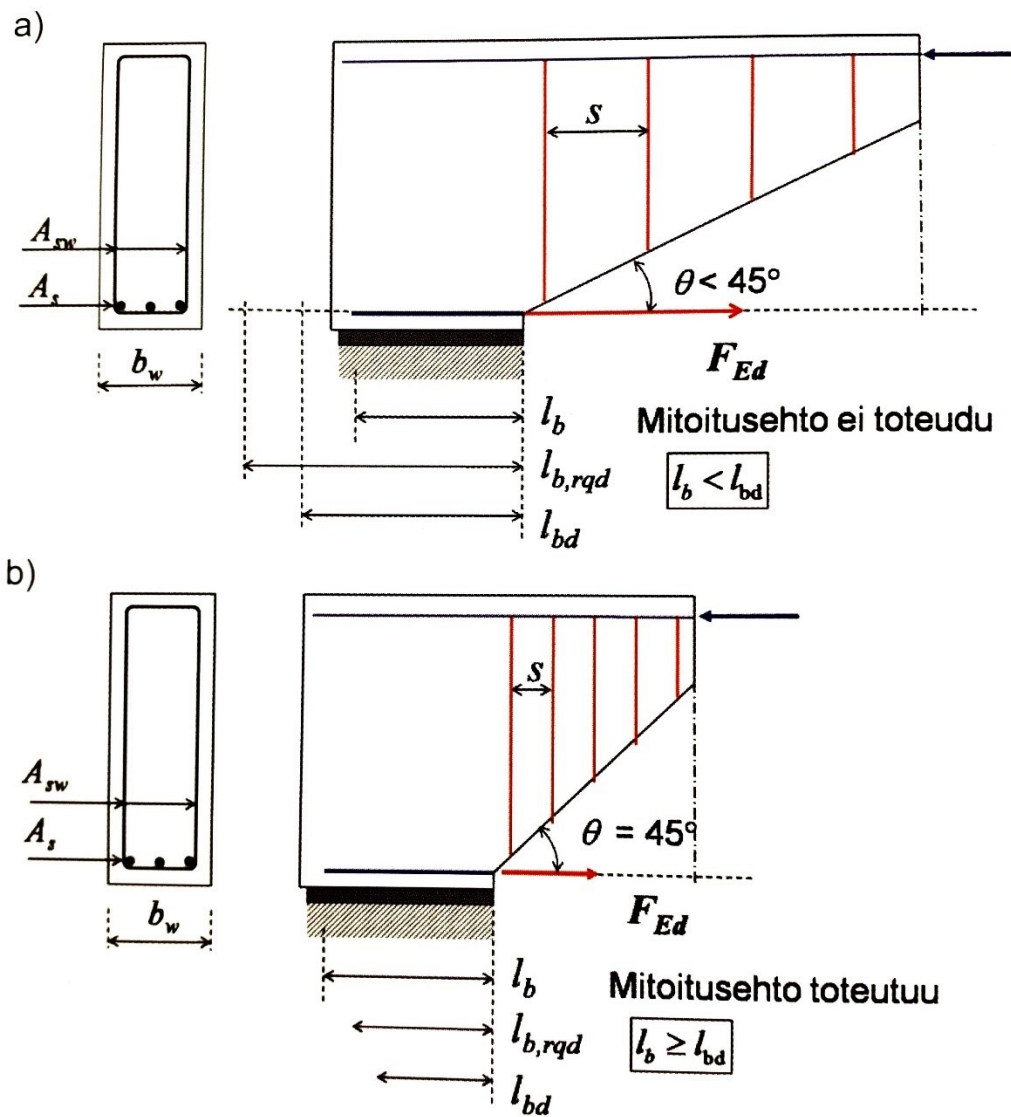 a)
s
A_sw
A_s
θ< 45°
b_w
F_Ed
l_b
Mitoitusehto ei toteudu
l_b,rqd
l_b < l_bd
l_bd
b)
s
A_sw
A_s
θ = 45°
b_w
F_Ed
l_b
Mitoitusehto toteutuu
l_b,rqd
l_b ≥ l_bd
l_bd